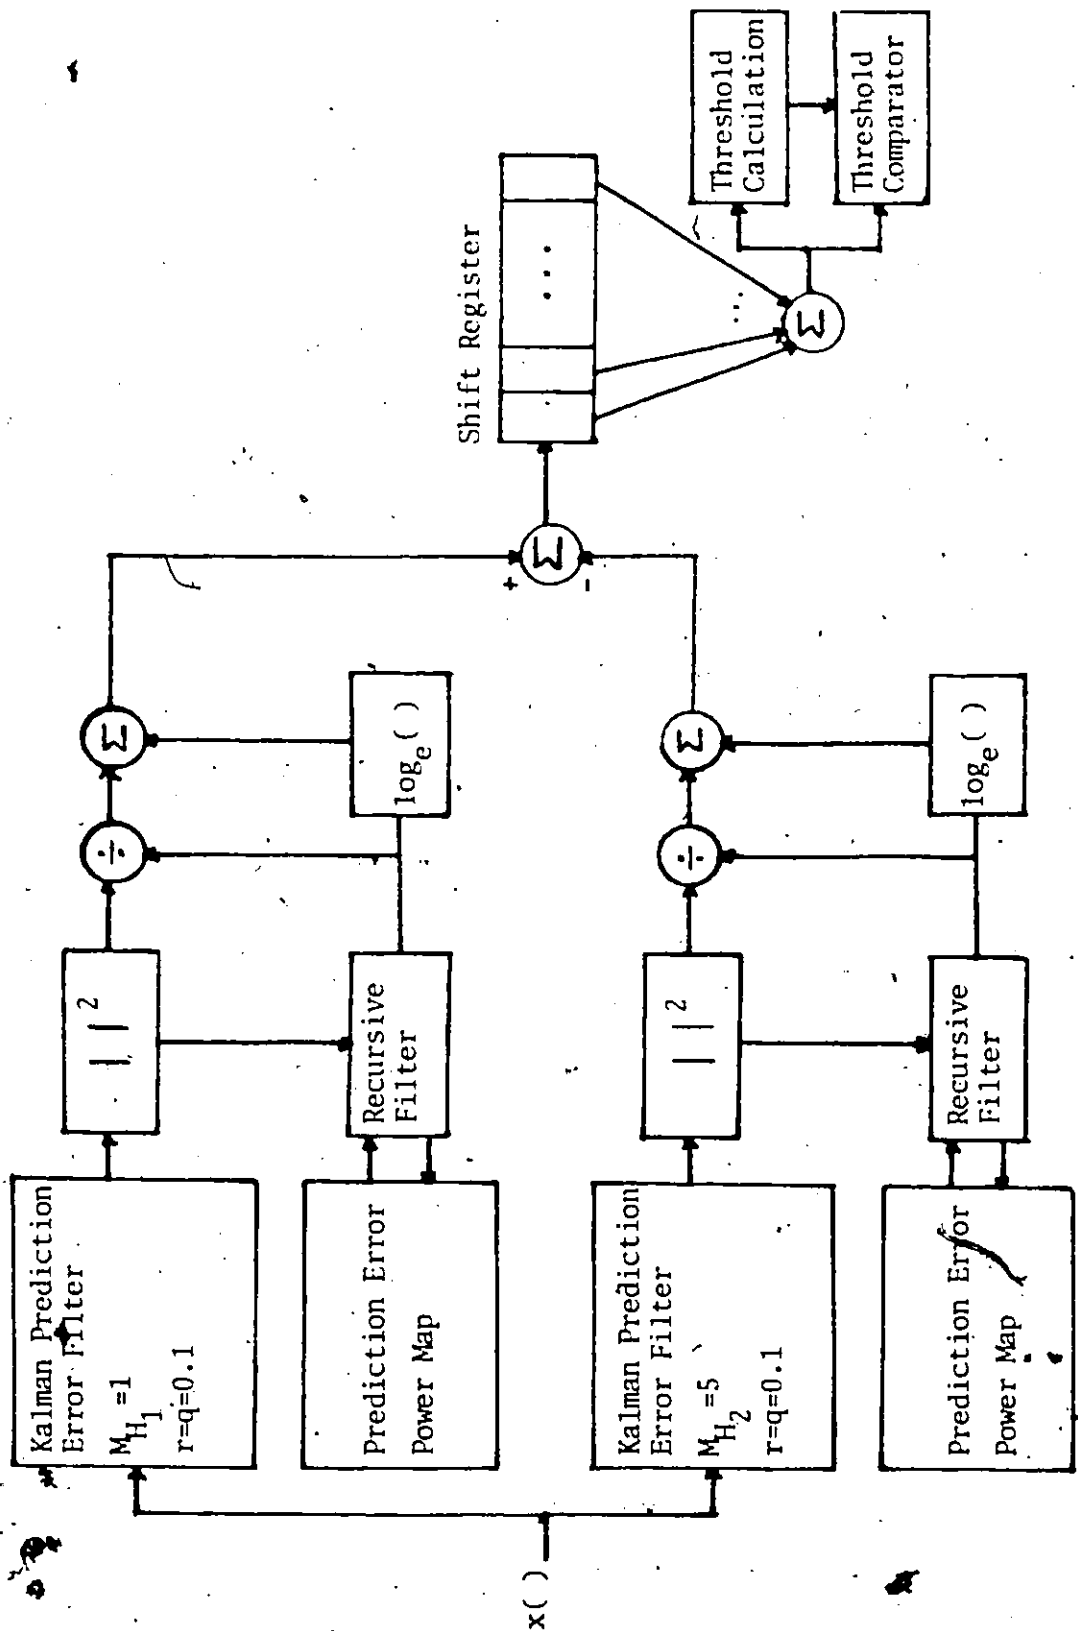 x( )
Kalman Prediction
Error Filter
M_H1 =1
r=q=0.1
| |²
÷
Σ
Prediction Error
Power Map
Recursive
Filter
log_e( )
Kalman Prediction
Error Filter
M_H2 =5
r=q=0.1
| |²
÷
Σ
Prediction Error
Power Map
Recursive
Filter
log_e( )
+
Σ
-
Shift Register
...
...
Σ
Threshold
Calculation
Threshold
Comparator